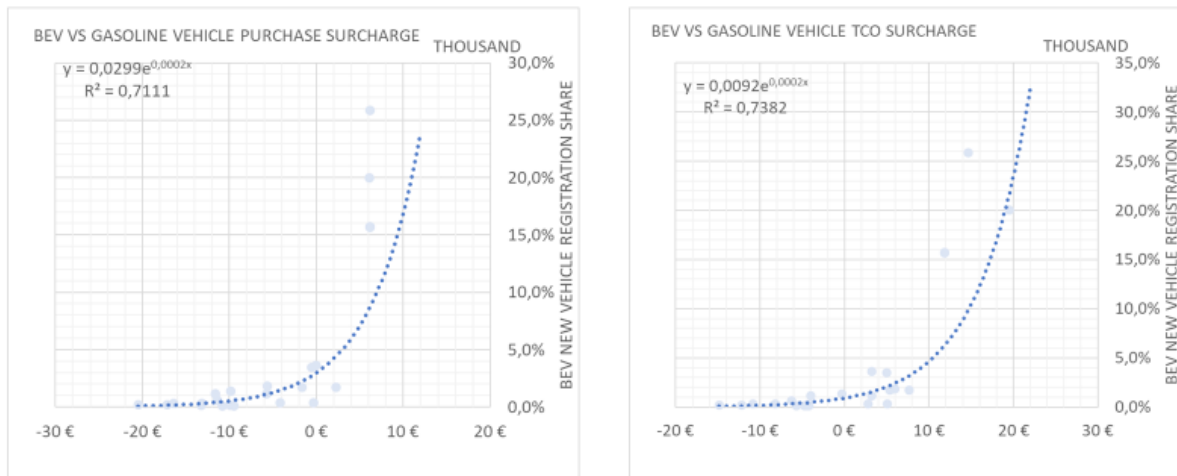 BEV VS GASOLINE VEHICLE PURCHASE SURCHARGE
THOUSAND
y = 0,0299e^0,0002x
R² = 0,7111
30,0%
25,0%
20,0%
15,0%
10,0%
5,0%
0,0%
-30 € -20 € -10 € 0 € 10 € 20 €
BEV NEW VEHICLE REGISTRATION SHARE
BEV VS GASOLINE VEHICLE TCO SURCHARGE
THOUSAND
y = 0,0092e^0,0002x
R² = 0,7382
35,0%
30,0%
25,0%
20,0%
15,0%
10,0%
5,0%
0,0%
-20 € -10 € 0 € 10 € 20 € 30 €
BEV NEW VEHICLE REGISTRATION SHARE